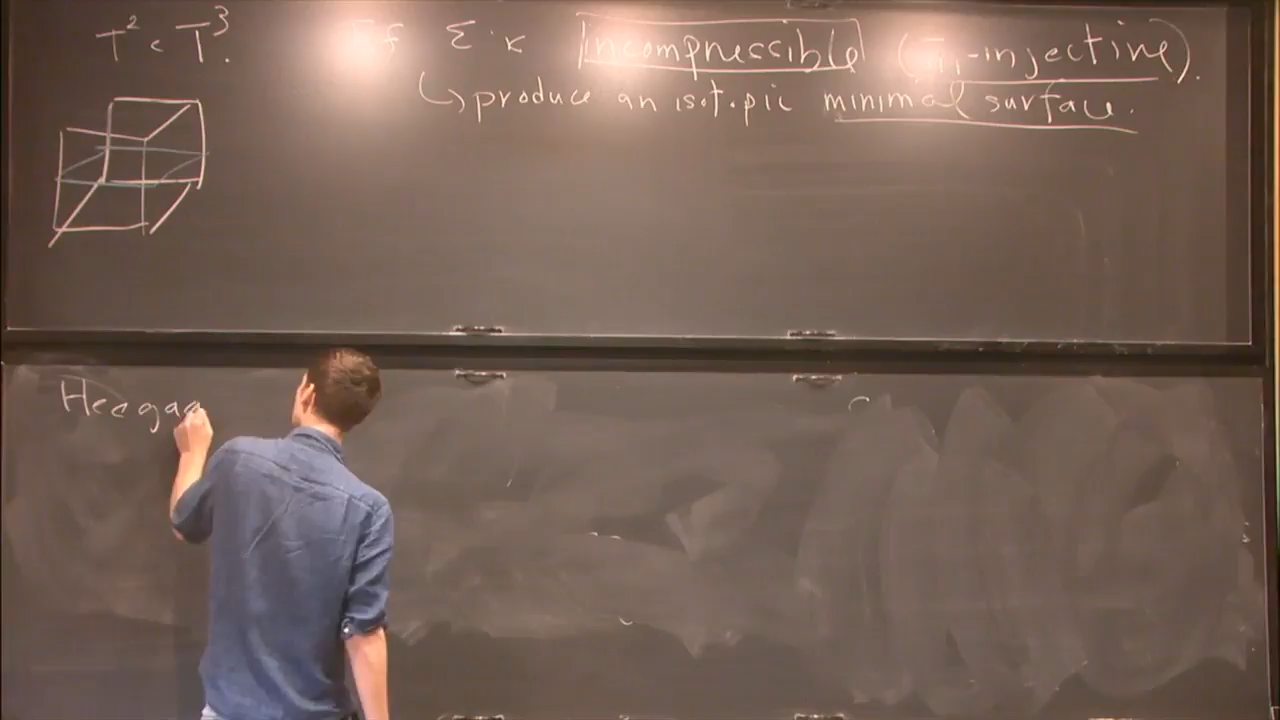 T² < T³.
If Σ is incompressible (π₁-injective).
↳ produce an isotopic minimal surface.
Heegaa